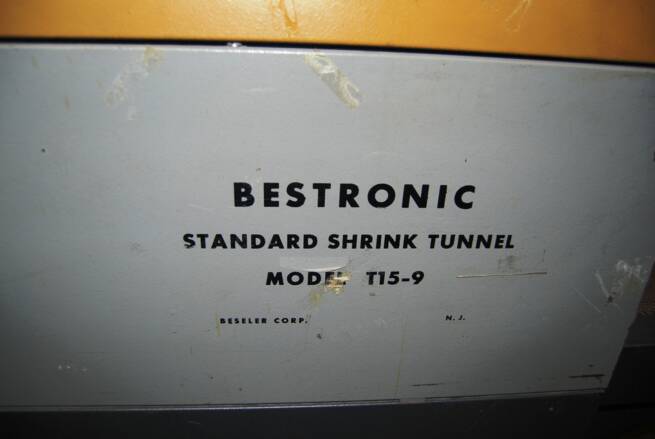 BESTRONIC
STANDARD SHRINK TUNNEL
MODEL T15-9
BESELER CORP. N. J.